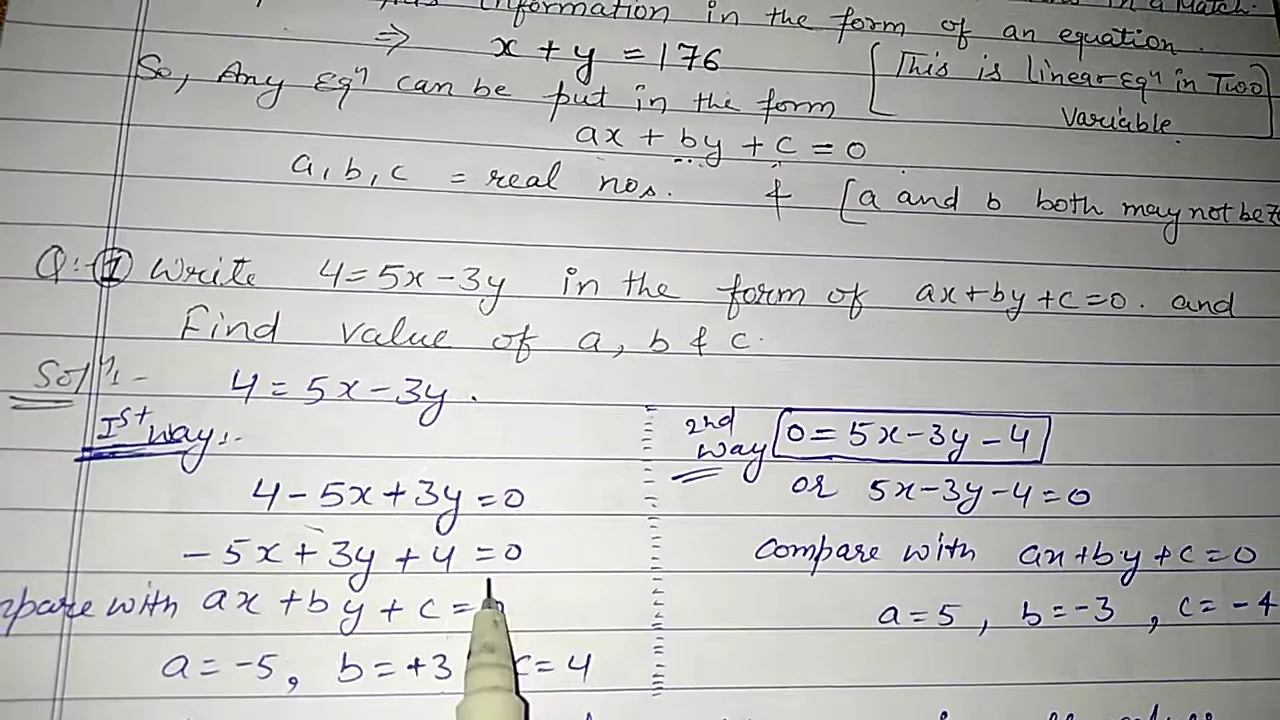 information in the form of an equation.
⇒ x + y = 176
[This is linear Eqⁿ in Two Variable]
So, Any Eqⁿ can be put in the form
ax + by + c = 0
a, b, c = real nos. & [a and b both may not be
Q:- (1) Write 4 = 5x - 3y in the form of ax + by + c = 0. and
Find value of a, b & c.
Solⁿ:- 4 = 5x - 3y.
Ist way:-
4 - 5x + 3y = 0
- 5x + 3y + 4 = 0
with ax + by + c =
a = -5, b = +3 c = 4
2nd way 0 = 5x - 3y - 4
or 5x - 3y - 4 = 0
Compare with ax + by + c = 0
a = 5, b = -3, c = -4